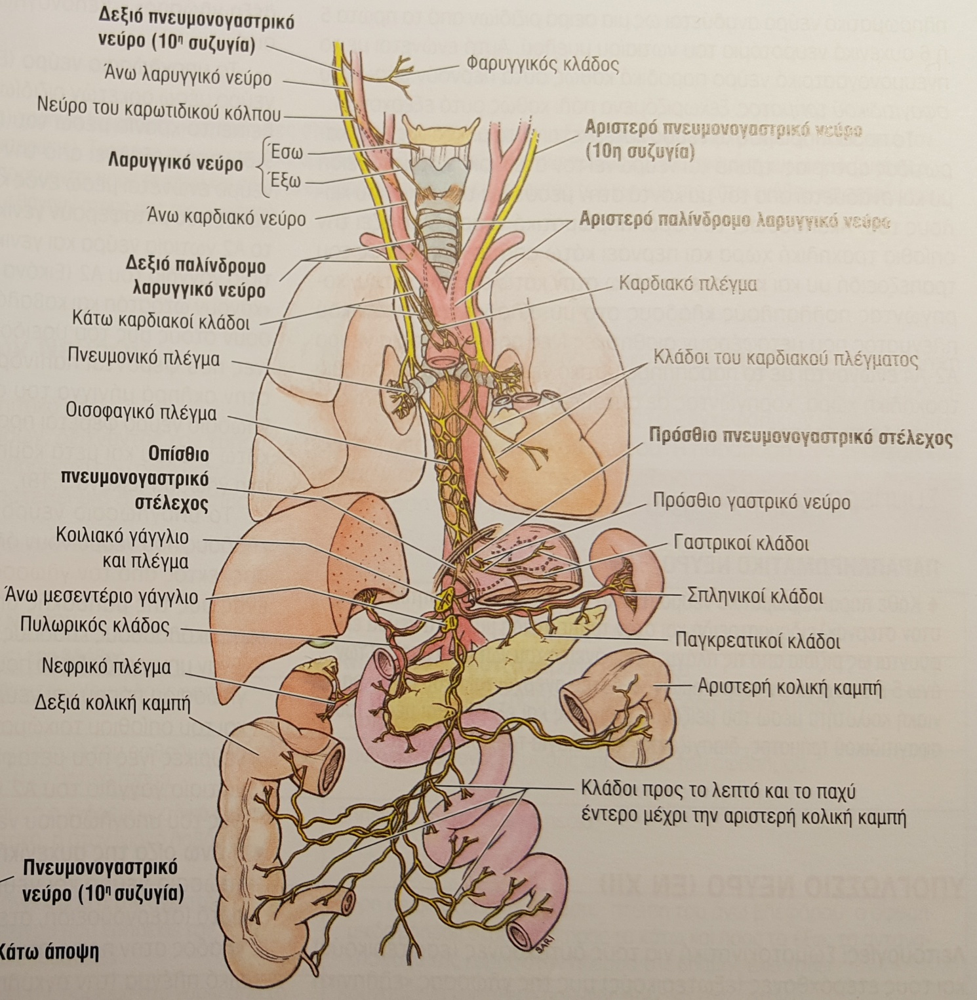 Δεξιό πνευμονογαστρικό
νεύρο (10η συζυγία)
Άνω λαρυγγικό νεύρο
Νεύρο του καρωτιδικού κόλπου
Λαρυγγικό νεύρο
Έσω
Έξω
Άνω καρδιακό νεύρο
Δεξιό παλίνδρομο
λαρυγγικό νεύρο
Κάτω καρδιακοί κλάδοι
Πνευμονικό πλέγμα
Οισοφαγικό πλέγμα
Οπίσθιο
πνευμονογαστρικό
στέλεχος
Κοιλιακό γάγγλιο
και πλέγμα
Άνω μεσεντέριο γάγγλιο
Πυλωρικός κλάδος
Νεφρικό πλέγμα
Δεξιά κολική καμπή
Πνευμονογαστρικό
νεύρο (10η συζυγία)
Κάτω άποψη
Φαρυγγικός κλάδος
Αριστερό πνευμονογαστρικό νεύρο
(10η συζυγία)
Αριστερό παλίνδρομο λαρυγγικό νεύρο
Καρδιακό πλέγμα
Κλάδοι του καρδιακού πλέγματος
Πρόσθιο πνευμονογαστρικό στέλεχος
Πρόσθιο γαστρικό νεύρο
Γαστρικοί κλάδοι
Σπληνικοί κλάδοι
Παγκρεατικοί κλάδοι
Αριστερή κολική καμπή
Κλάδοι προς το λεπτό και το παχύ
έντερο μέχρι την αριστερή κολική καμπή
SARI